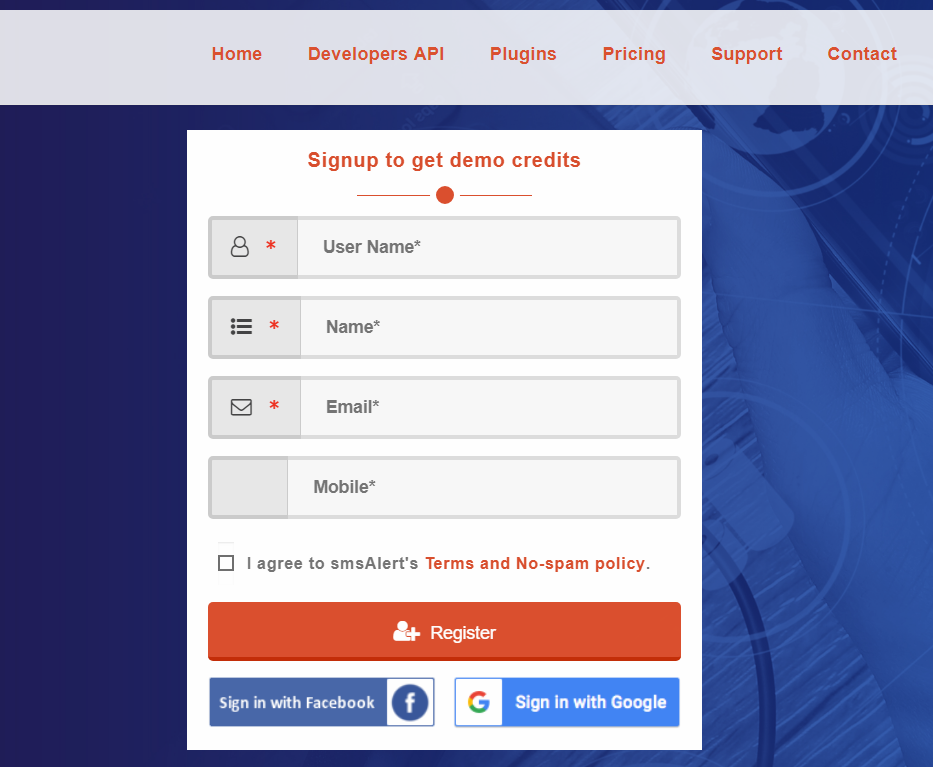 Home Developers API Plugins Pricing Support Contact
Signup to get demo credits
* User Name*
* Name*
* Email*
Mobile*
I agree to smsAlert's Terms and No-spam policy.
Register
Sign in with Facebook f G Sign in with Google